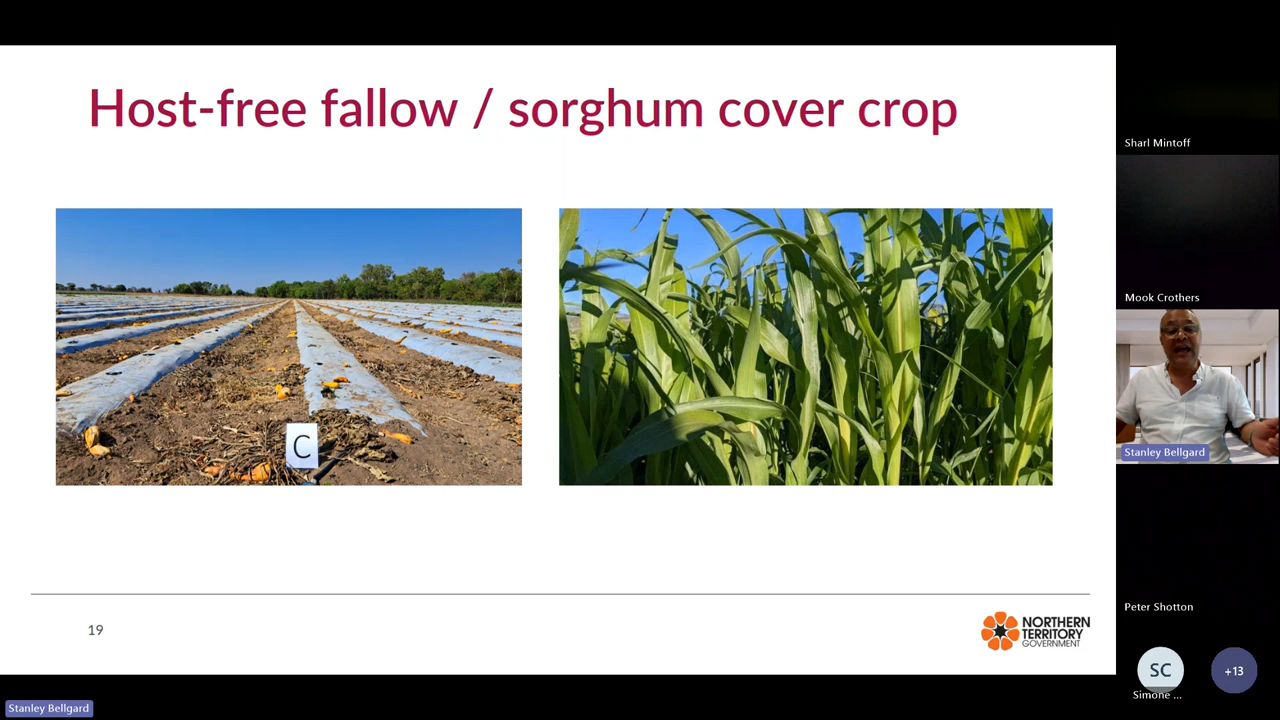 Host-free fallow / sorghum cover crop
C
19
NORTHERN
TERRITORY
GOVERNMENT
Sharl Mintoff
Mook Crothers
Stanley Bellgard
Peter Shotton
SC
+13
Simone ...
Stanley Bellgard